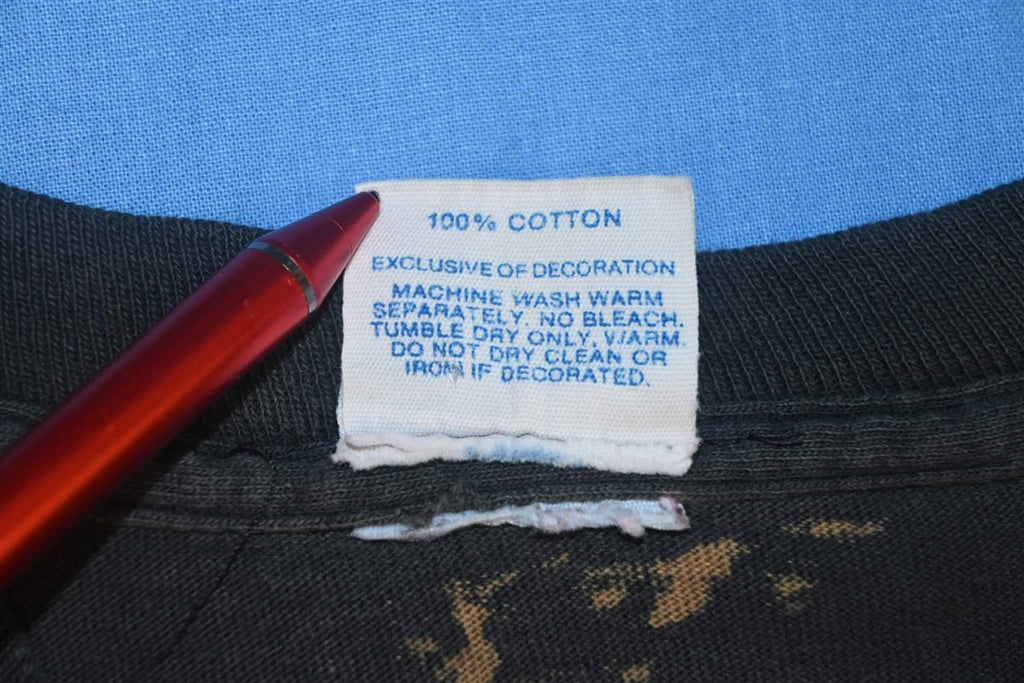 100% COTTON
EXCLUSIVE OF DECORATION
MACHINE WASH WARM
SEPARATELY. NO BLEACH.
TUMBLE DRY ONLY, WARM.
DO NOT DRY CLEAN OR
IRON IF DECORATED.